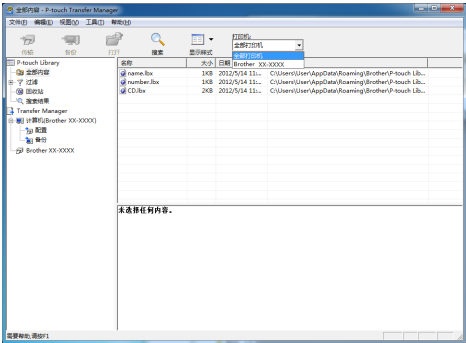 全部内容 - P-touch Transfer Manager
文件(F) 编辑(E) 视图(V) 工具(T) 帮助(H)
传输 备份 打开 搜索 显示样式
打印机:
全部打印机
全部打印机
Brother XX-XXXX
P-touch Library
全部内容
过滤
回收站
搜索结果
Transfer Manager
计算机(Brother XX-XXXX)
配置
备份
Brother XX-XXXX
名称 大小 日期
name.lbx 1KB 2012/5/14 11:... C:\Users\User\AppData\Roaming\Brother\P-touch Lib...
number.lbx 1KB 2012/5/14 11:... C:\Users\User\AppData\Roaming\Brother\P-touch Lib...
CD.lbx 2KB 2012/5/14 11:... C:\Users\User\AppData\Roaming\Brother\P-touch Lib...
未选择任何内容。
需要帮助,请按F1